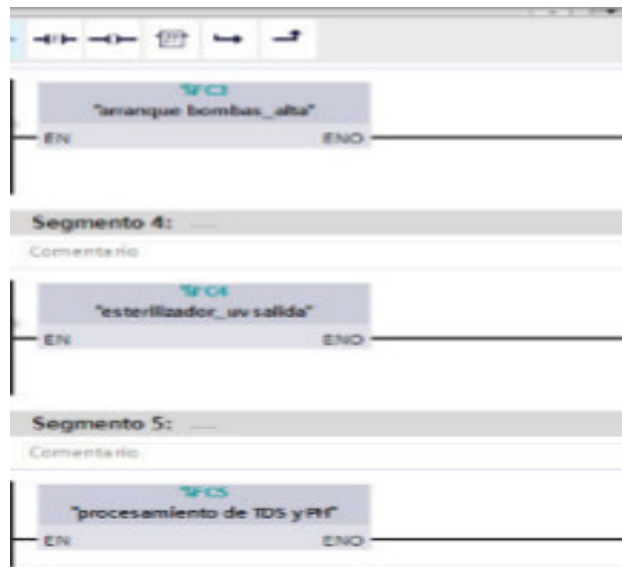 %FC3
"arranque bombas_alta"
EN ENO
Segmento 4: ......
Comentario
%FC4
"esterilizador_uv salida"
EN ENO
Segmento 5: ......
Comentario
%FC5
"procesamiento de TDS y PH"
EN ENO